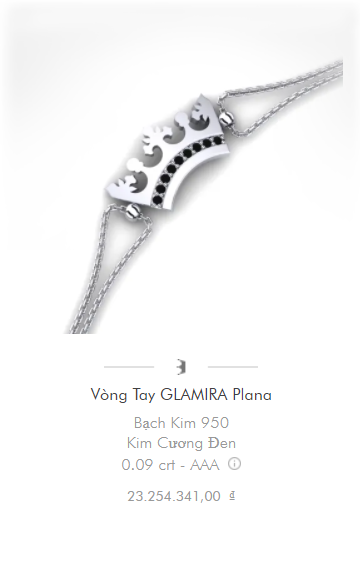 Vòng Tay GLAMIRA Plana
Bạch Kim 950
Kim Cương Đen
0.09 crt - AAA
23.254.341,00 ₫